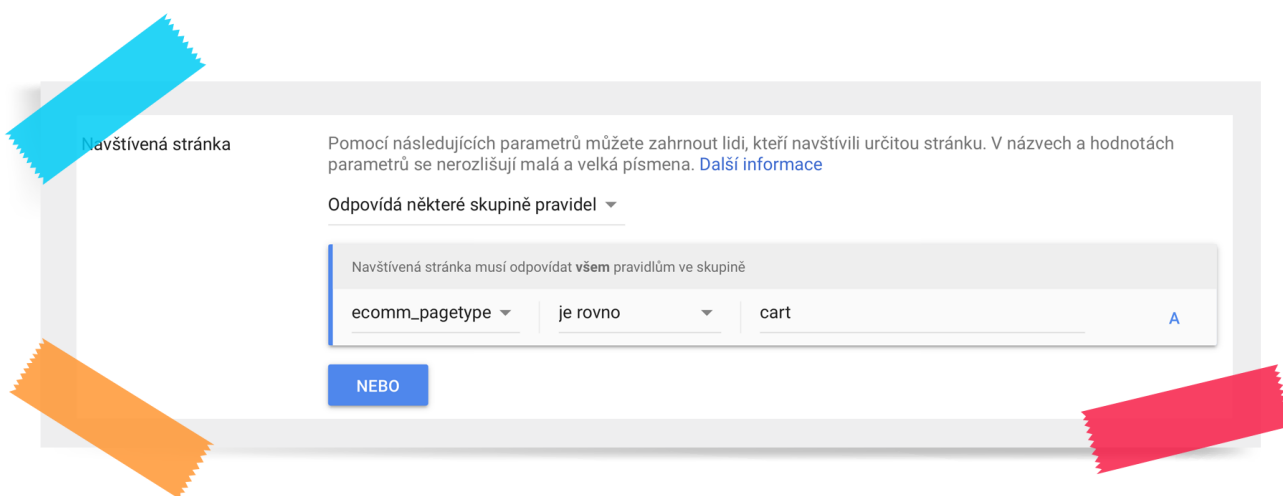 Navštívená stránka
Pomocí následujících parametrů můžete zahrnout lidi, kteří navštívili určitou stránku. V názvech a hodnotách
parametrů se nerozlišují malá a velká písmena. Další informace
Odpovídá některé skupině pravidel
Navštívená stránka musí odpovídat všem pravidlům ve skupině
ecomm_pagetype je rovno cart A
NEBO